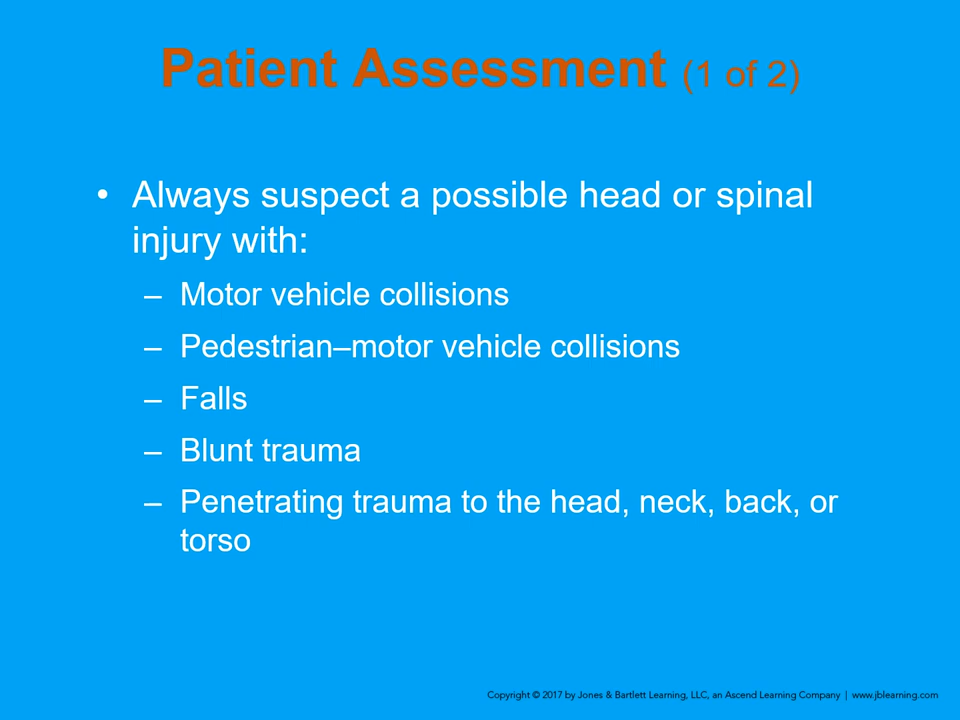 Patient Assessment (1 of 2)
• Always suspect a possible head or spinal
injury with:
– Motor vehicle collisions
– Pedestrian–motor vehicle collisions
– Falls
– Blunt trauma
– Penetrating trauma to the head, neck, back, or
torso
Copyright © 2017 by Jones & Bartlett Learning, LLC, an Ascend Learning Company | www.jblearning.com